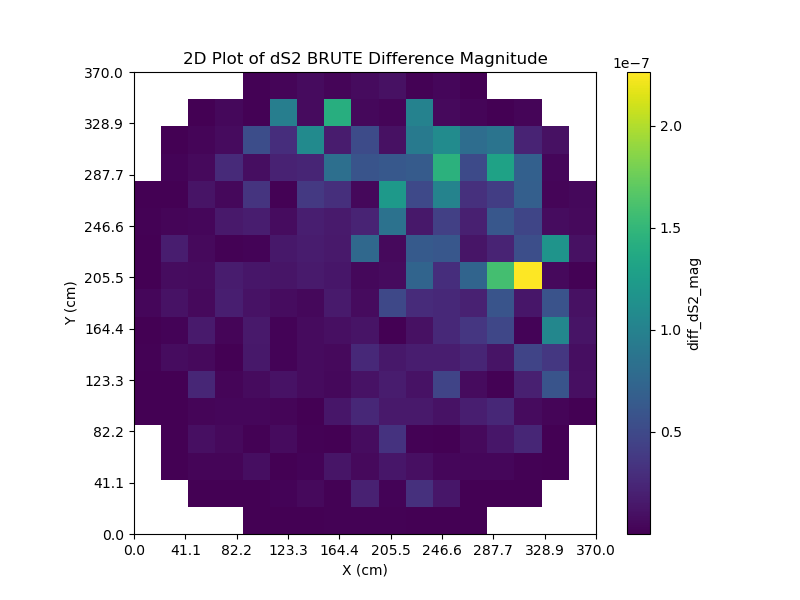 2D Plot of dS2 BRUTE Difference Magnitude
1e−7
370.0
328.9
287.7
246.6
205.5
164.4
123.3
82.2
41.1
0.0
Y (cm)
0.0 41.1 82.2 123.3 164.4 205.5 246.6 287.7 328.9 370.0
X (cm)
2.0
1.5
1.0
0.5
diff_dS2_mag